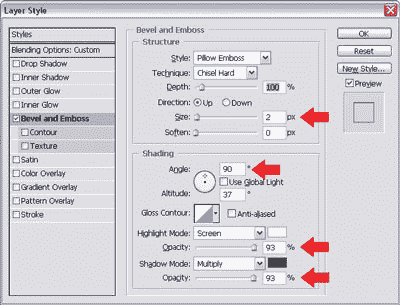 Layer Style
Styles
Blending Options: Custom
Drop Shadow
Inner Shadow
Outer Glow
Inner Glow
Bevel and Emboss
Contour
Texture
Satin
Color Overlay
Gradient Overlay
Pattern Overlay
Stroke
Bevel and Emboss
Structure
Style: Pillow Emboss
Technique: Chisel Hard
Depth: 100 %
Direction: Up Down
Size: 2 px
Soften: 0 px
Shading
Angle: 90 °
Use Global Light
Altitude: 37 °
Gloss Contour: Anti-aliased
Highlight Mode: Screen
Opacity: 93 %
Shadow Mode: Multiply
Opacity: 93 %
OK
Reset
New Style...
Preview